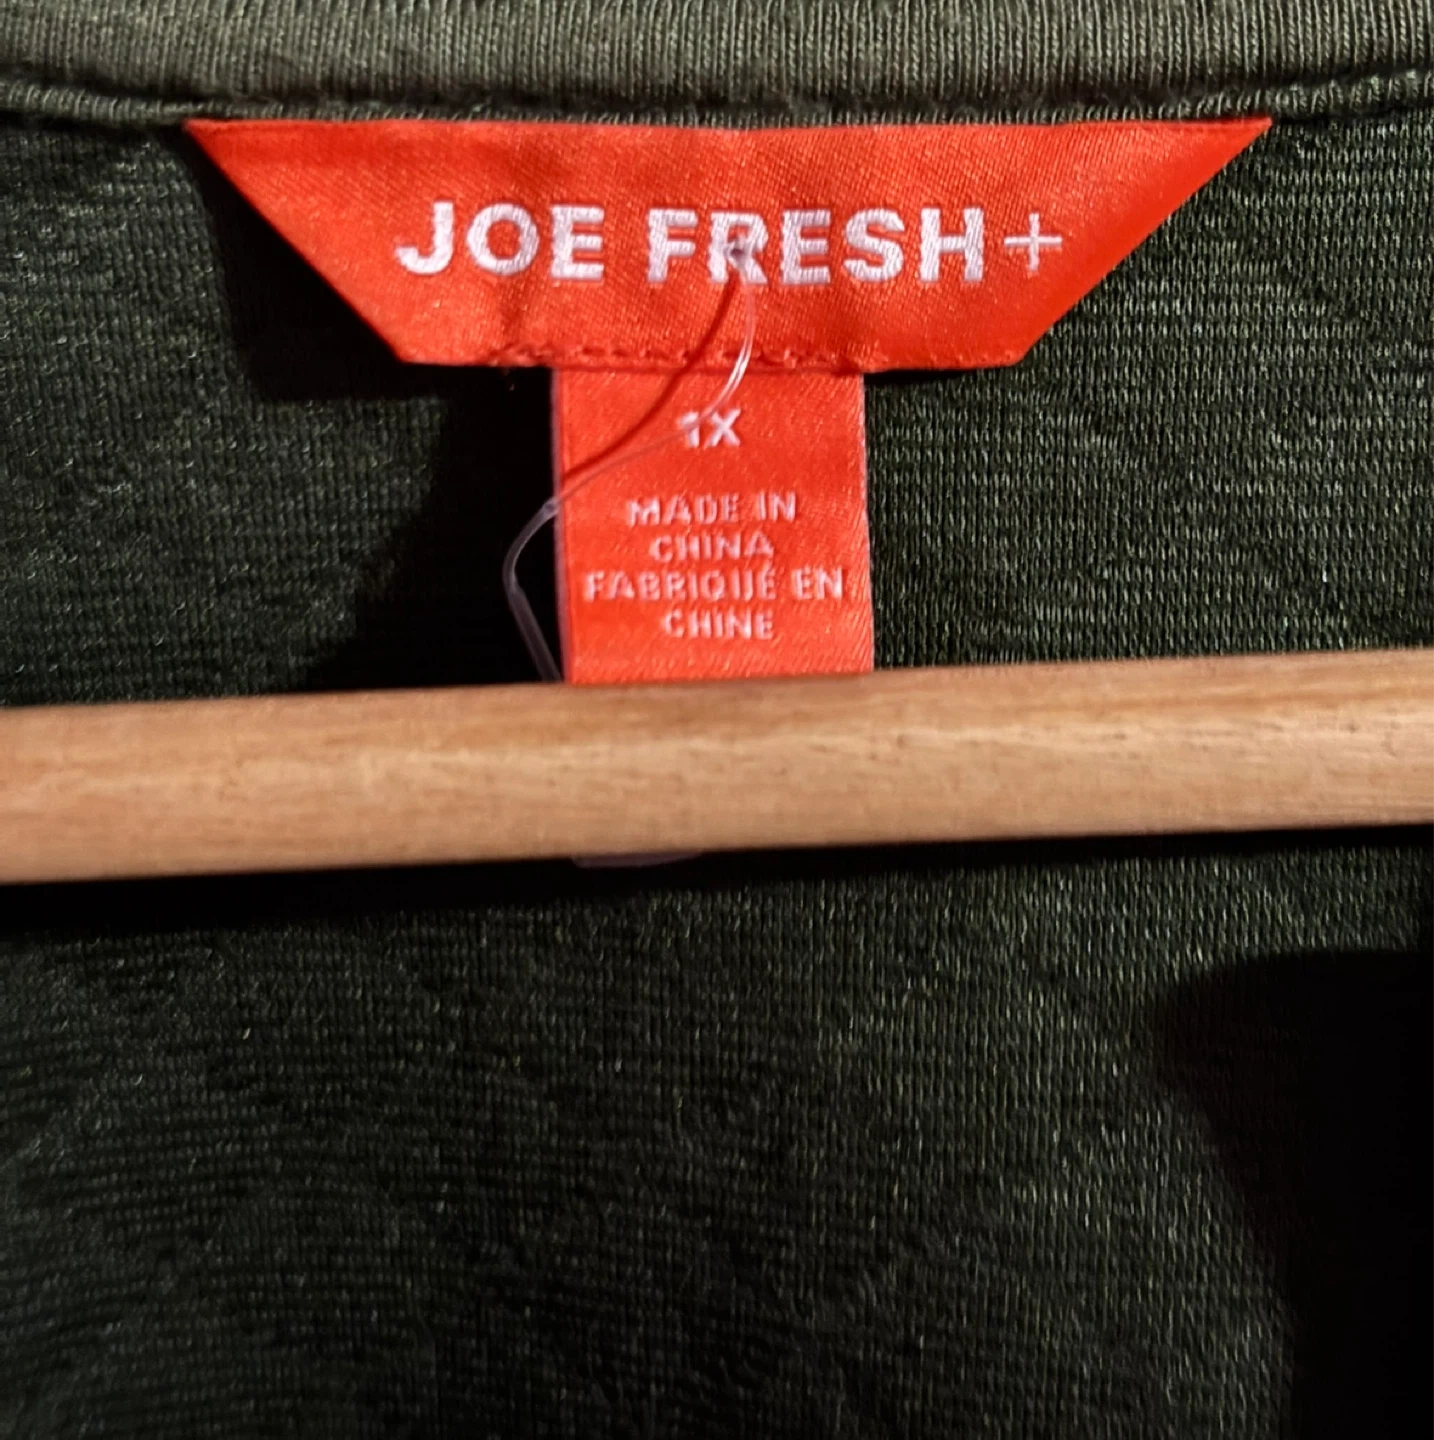 JOE FRESH+
1X
MADE IN
CHINA
FABRIQUÉ EN
CHINE